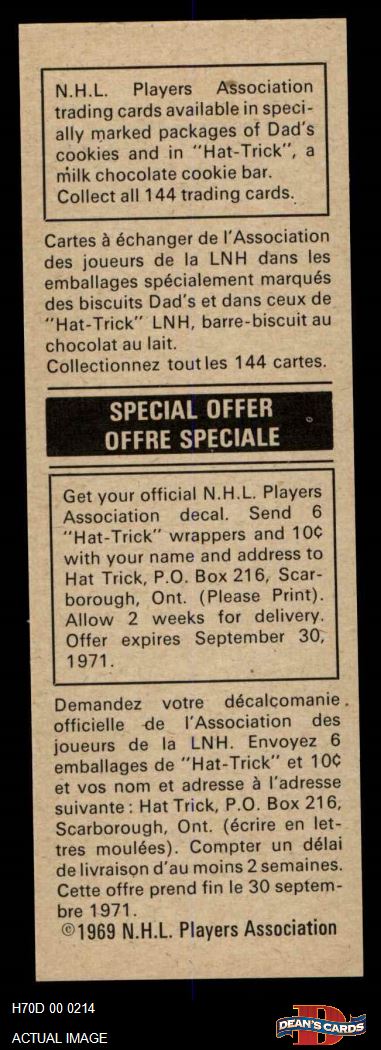 N.H.L. Players Association
trading cards available in speci-
ally marked packages of Dad's
cookies and in "Hat-Trick", a
milk chocolate cookie bar.
Collect all 144 trading cards.
Cartes à échanger de l'Association
des joueurs de la LNH dans les
emballages spécialement marqués
des biscuits Dad's et dans ceux de
"Hat-Trick" LNH, barre-biscuit au
chocolat au lait.
Collectionnez toutles 144 cartes.
SPECIAL OFFER
OFFRE SPECIALE
Get your official N.H.L. Players
Association decal. Send 6
"Hat-Trick" wrappers and 10¢
with your name and address to
Hat Trick, P.O. Box 216, Scar-
borough, Ont. (Please Print).
Allow 2 weeks for delivery.
Offer expires September 30,
1971.
Demandez votre décalcomanie
officielle de l'Association des
joueurs de la LNH. Envoyez 6
emballages de "Hat-Trick" et 10¢
et vos nom et adresse à l'adresse
suivante: Hat Trick, P.O. Box 216,
Scarborough, Ont. (écrire en let-
tres moulées). Compter un délai
de livraison d'au moins 2 semaines.
Cette offre prend fin le 30 septem-
bre 1971.
©1969 N.H.L. Players Association
H70D 00 0214
ACTUAL IMAGE
D
DEAN'S CARDS